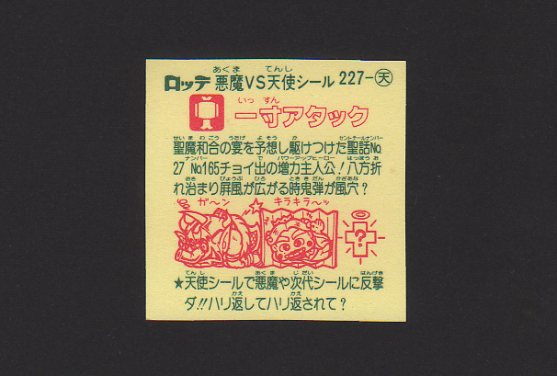 ロッテ 悪魔VS天使シール 227-天
一寸アタック
聖魔和合の宴を予想し駆けつけた聖話No
27 No165チョイ出の増力主人公!八方折
れ治まり屏風が広がる時鬼弾が風穴?
ガ〜ン キラキラ〜ッ
?
★天使シールで悪魔や次代シールに反撃
ダ!!ハリ返してハリ返されて?